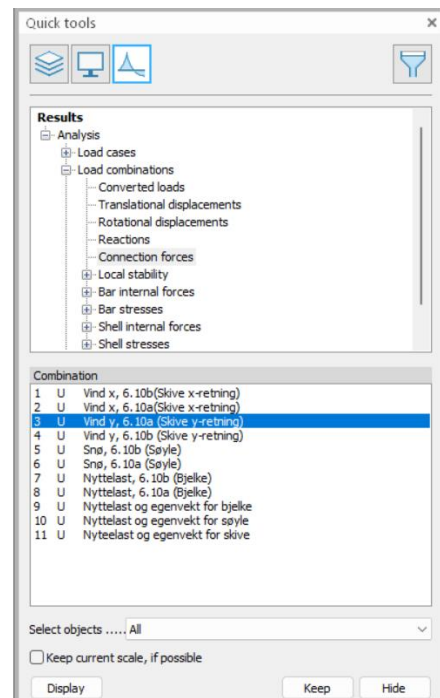 Quick tools
Results
Analysis
Load cases
Load combinations
Converted loads
Translational displacements
Rotational displacements
Reactions
Connection forces
Local stability
Bar internal forces
Bar stresses
Shell internal forces
Shell stresses
Combination
1 U Vind x, 6.10b(Skive x-retning)
2 U Vind x, 6.10a(Skive x-retning)
3 U Vind y, 6.10a (Skive y-retning)
4 U Vind y, 6.10b (Skive y-retning)
5 U Snø, 6.10b (Søyle)
6 U Snø, 6.10a (Søyle)
7 U Nyttelast, 6.10b (Bjelke)
8 U Nyttelast, 6.10a (Bjelke)
9 U Nyttelast og egenvekt for bjelke
10 U Nyttelast og egenvekt for søyle
11 U Nyteelast og egenvekt for skive
Select objects ..... All
Keep current scale, if possible
Display Keep Hide